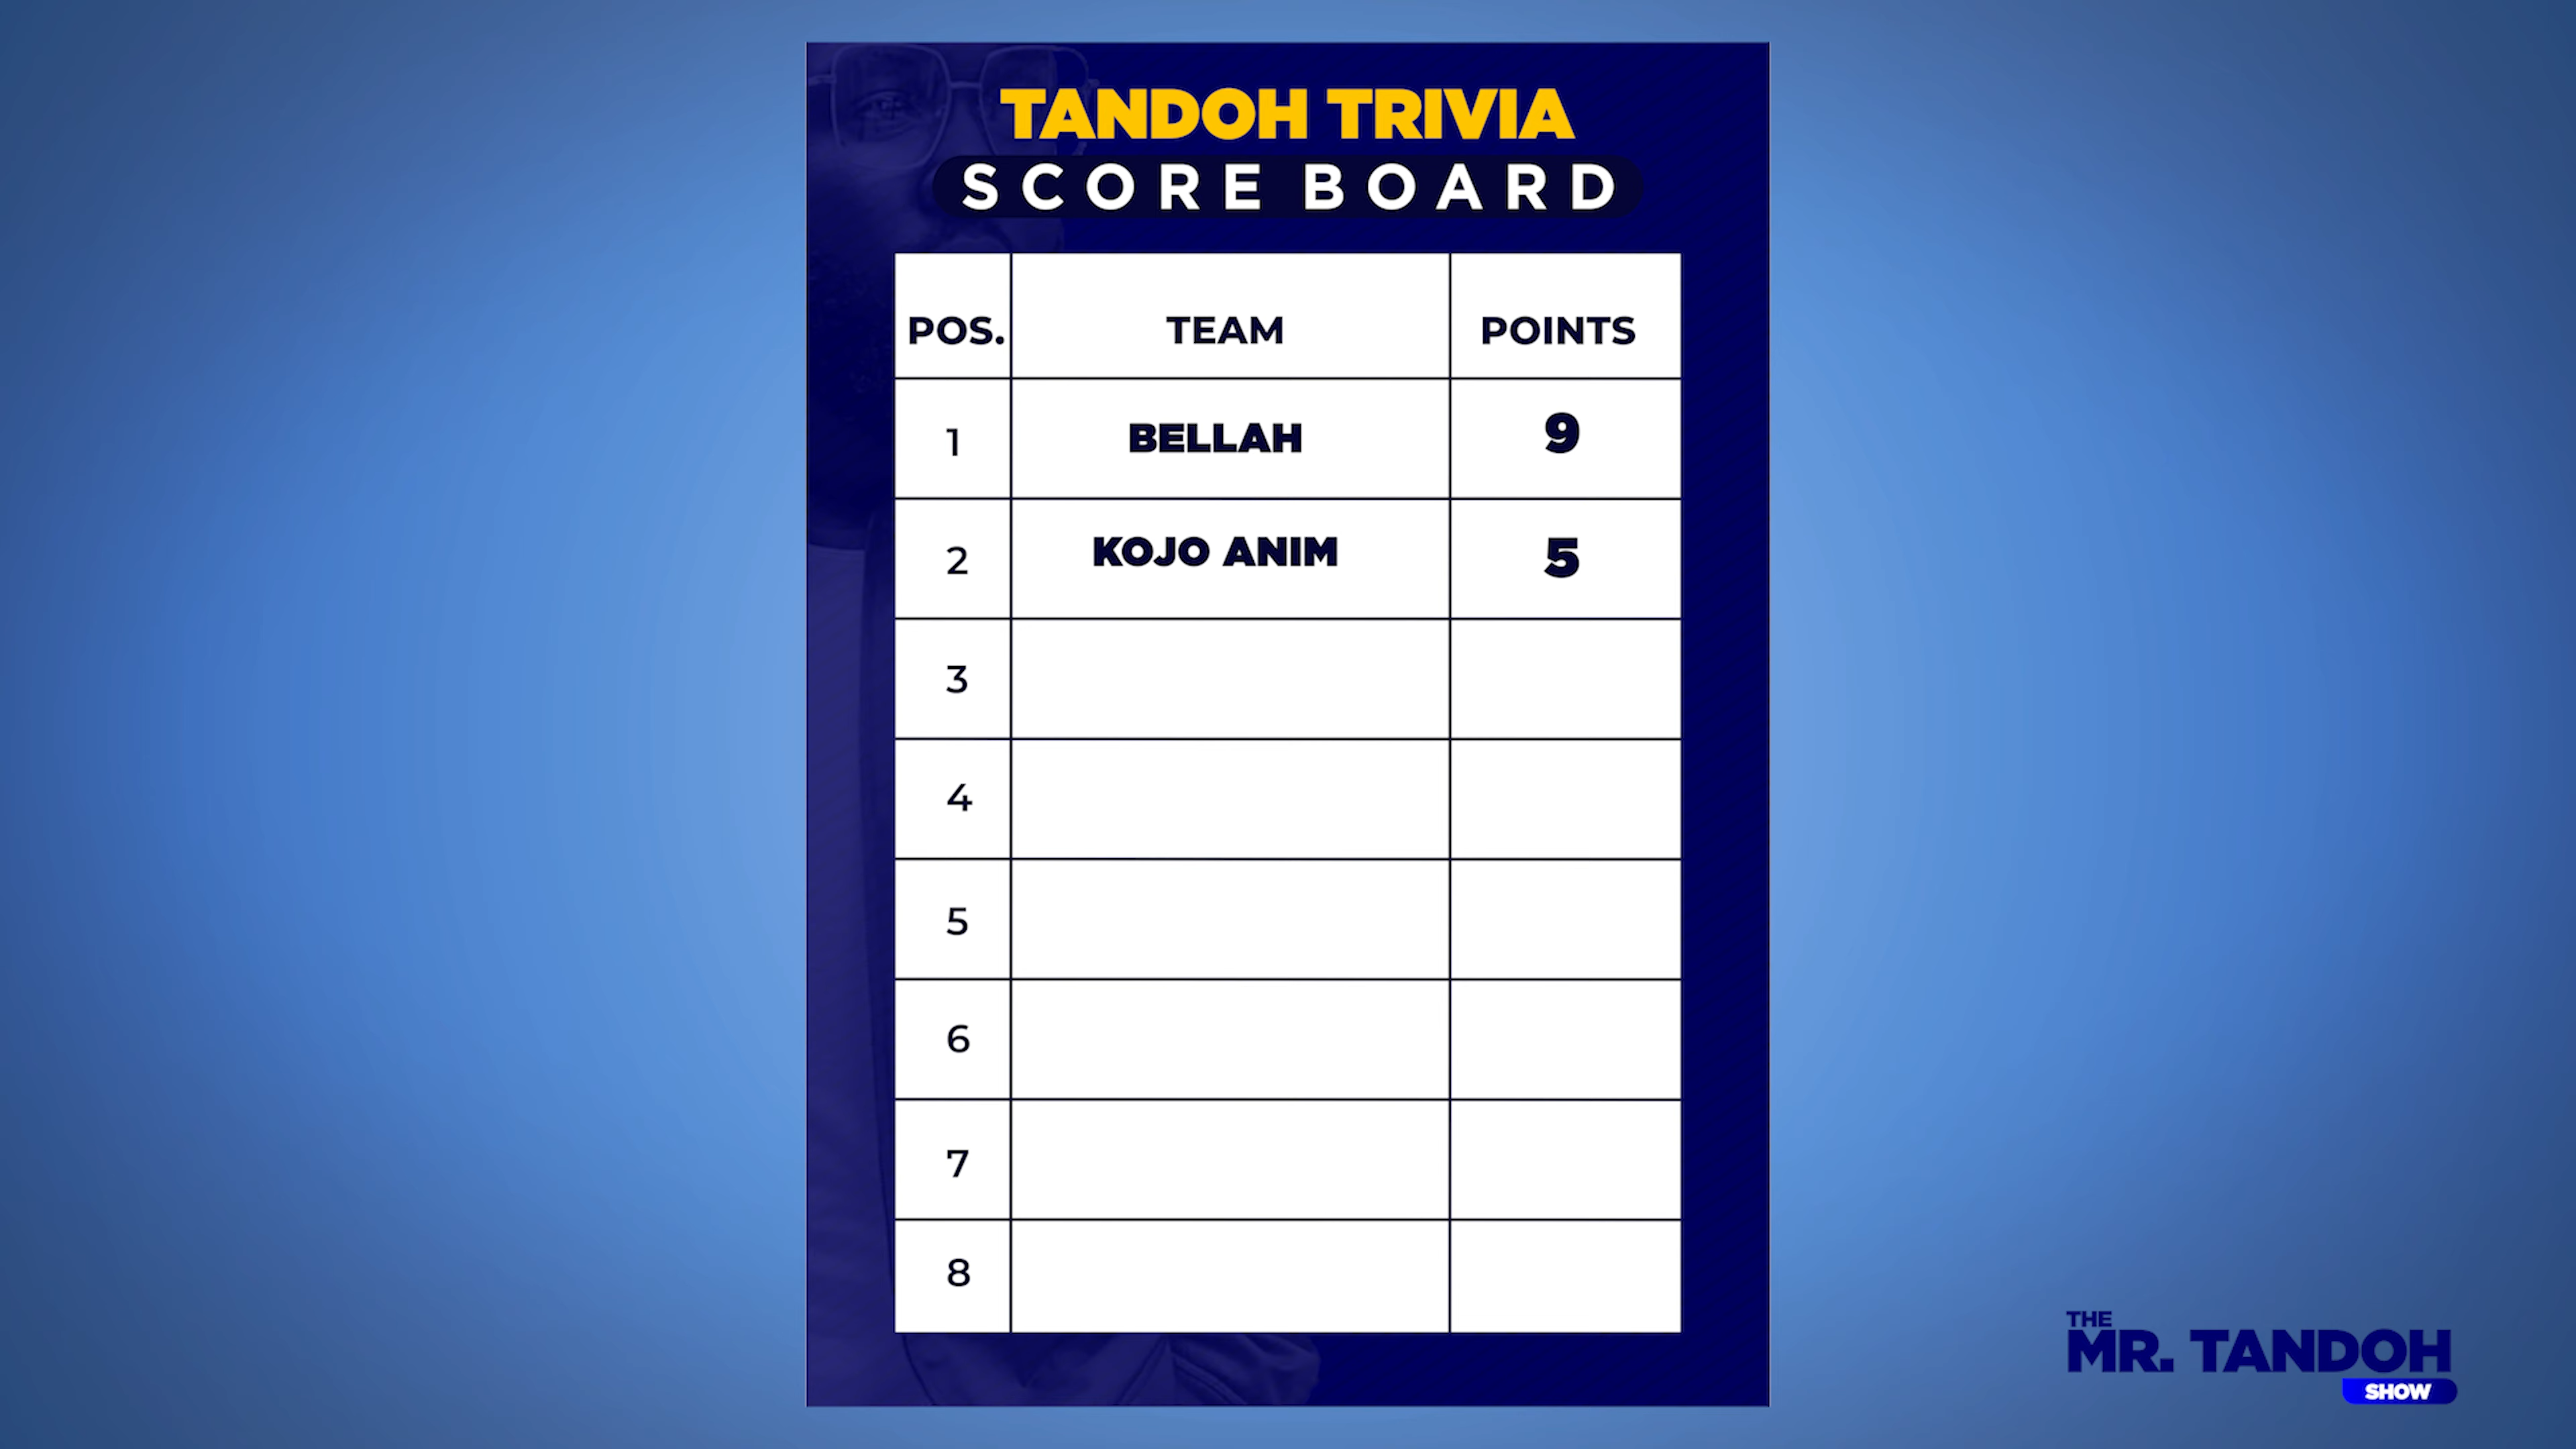 TANDOH TRIVIA
SCORE BOARD
POS. TEAM POINTS
1 BELLAH 9
2 KOJO ANIM 5
3
4
5
6
7
8
THE
MR. TANDOH
SHOW